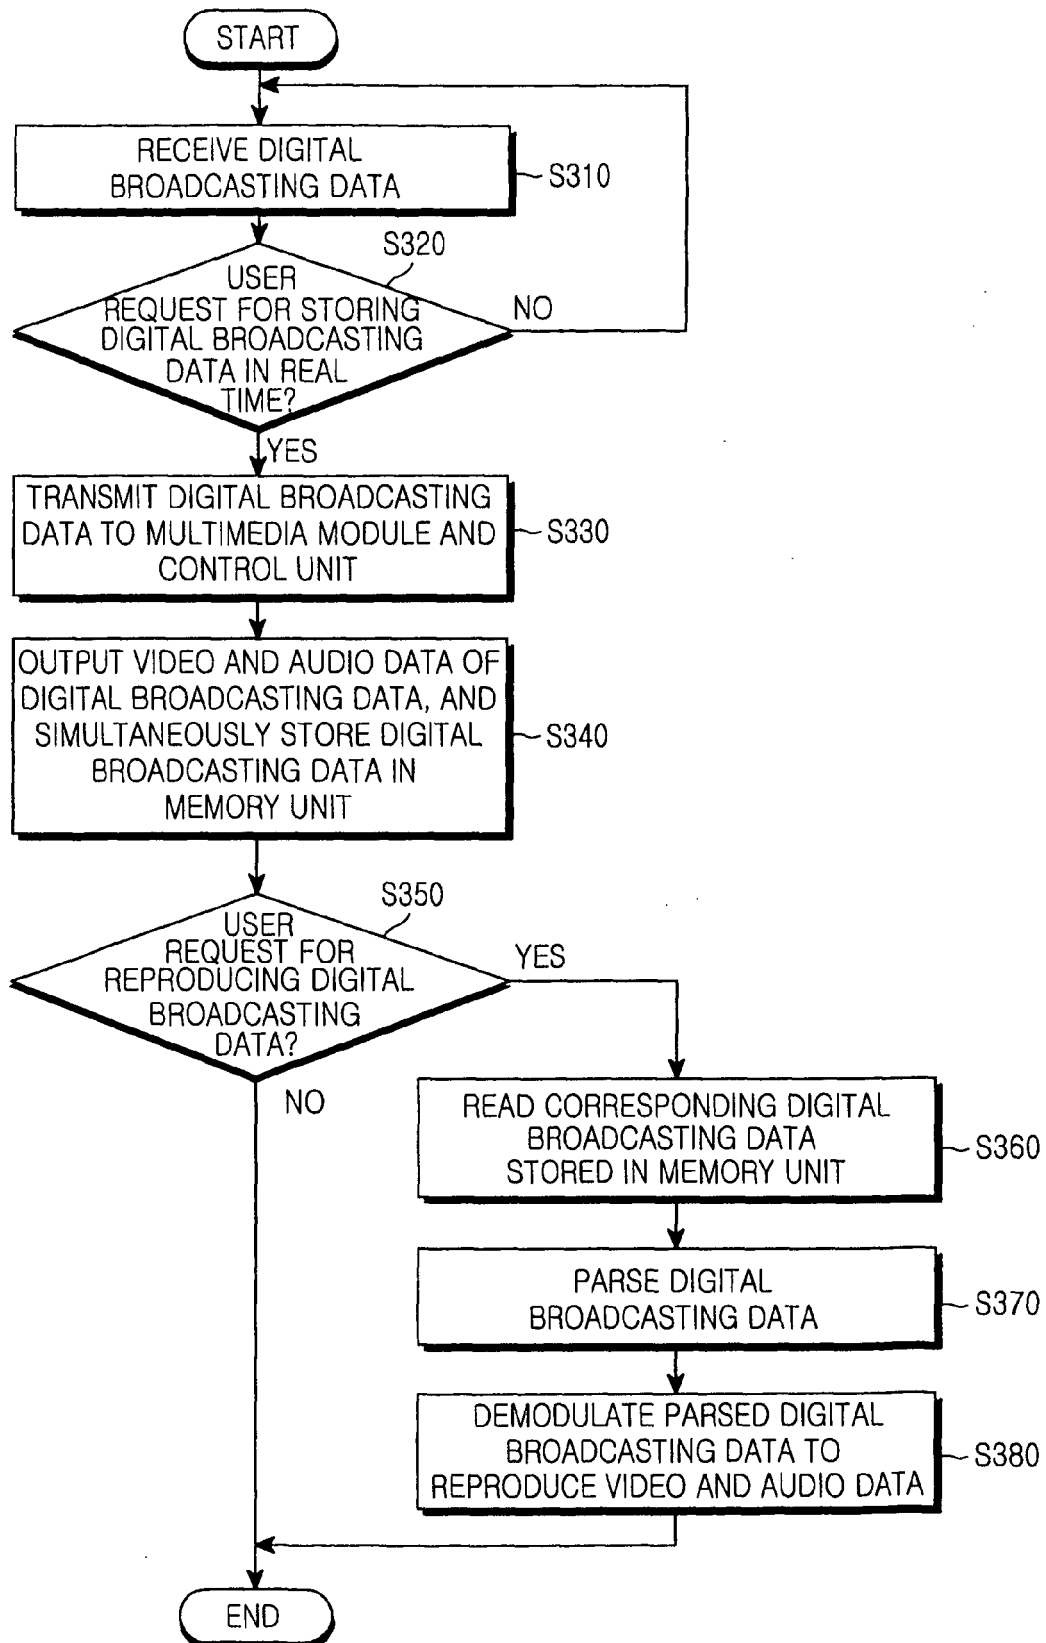 START
RECEIVE DIGITAL
BROADCASTING DATA
S310
S320
USER
REQUEST FOR STORING
DIGITAL BROADCASTING
DATA IN REAL
TIME?
NO
YES
TRANSMIT DIGITAL BROADCASTING
DATA TO MULTIMEDIA MODULE AND
CONTROL UNIT
S330
OUTPUT VIDEO AND AUDIO DATA OF
DIGITAL BROADCASTING DATA, AND
SIMULTANEOUSLY STORE DIGITAL
BROADCASTING DATA IN
MEMORY UNIT
S340
S350
USER
REQUEST FOR
REPRODUCING DIGITAL
BROADCASTING
DATA?
YES
NO
READ CORRESPONDING DIGITAL
BROADCASTING DATA
STORED IN MEMORY UNIT
S360
PARSE DIGITAL
BROADCASTING DATA
S370
DEMODULATE PARSED DIGITAL
BROADCASTING DATA TO
REPRODUCE VIDEO AND AUDIO DATA
S380
END